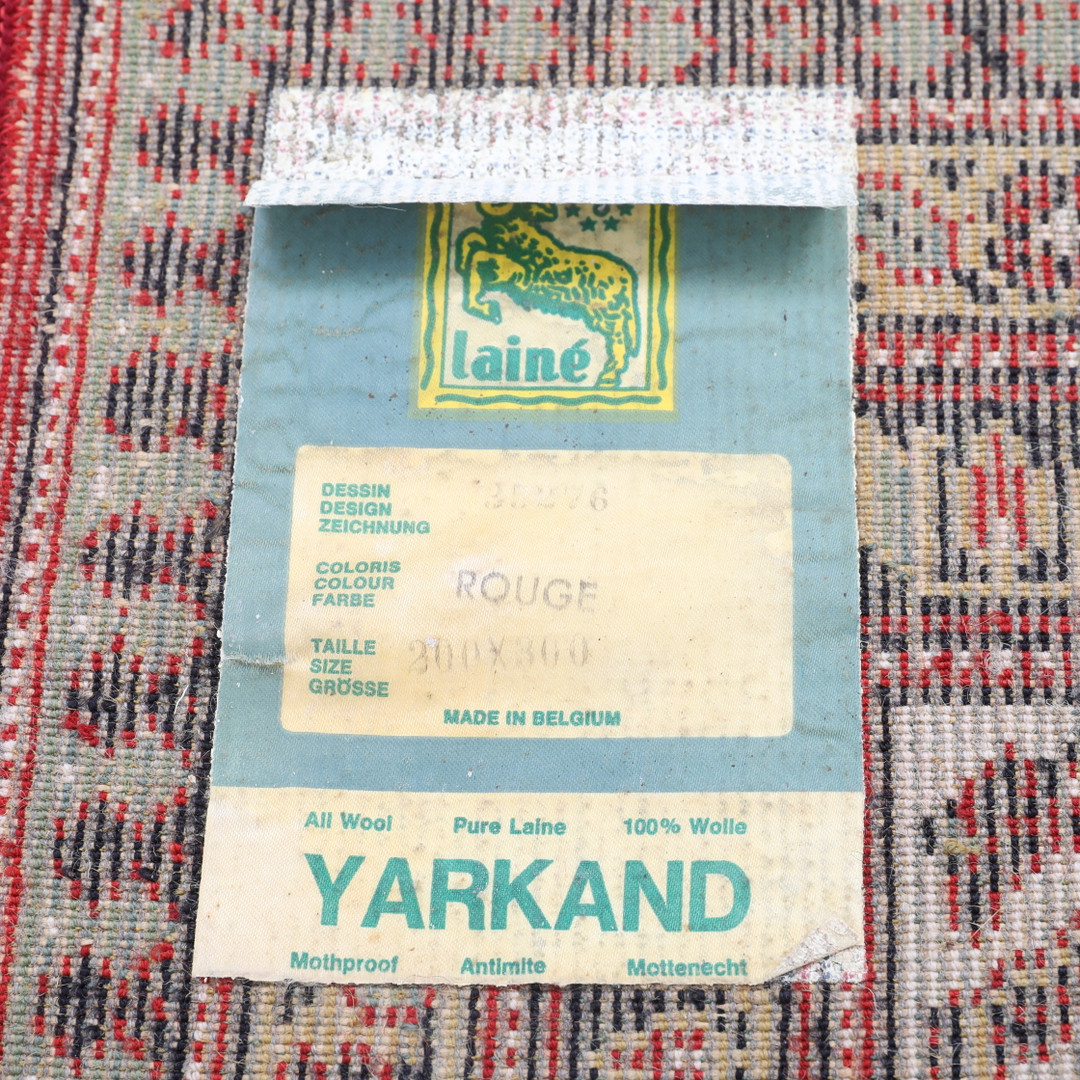 lainé
DESSIN
DESIGN
ZEICHNUNG
COLORIS
COLOUR ROUGE
FARBE
TAILLE
SIZE 200X300
GRÖSSE
MADE IN BELGIUM
All Wool Pure Laine 100% Wolle
YARKAND
Mothproof Antimite Mottenecht